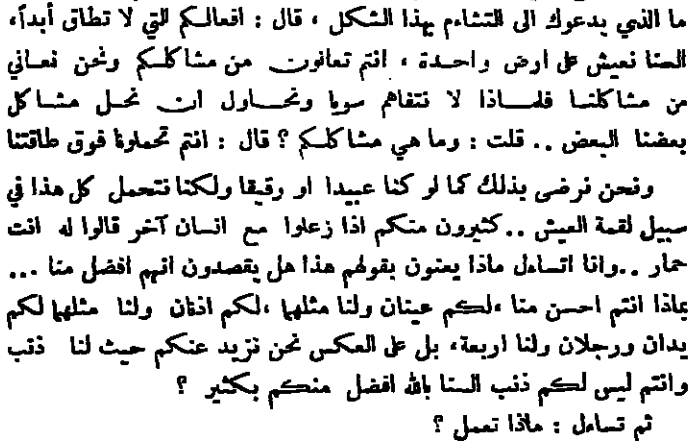 ما الذي يدعوك الى التشاءم بهذا الشكل ، قال : افعالكم التي لا تطاق أبداً،
السنا نعيش على ارض واحدة ، انتم تعانون من مشاكلكم ونحن نعاني
من مشاكلنا فلماذا لا نتفاهم سويا ونحاول ان نحل مشاكل
بعضنا البعض .. قلت : وما هي مشاكلكم ؟ قال : انتم تحملونا فوق طاقتنا
ونحن نرضى بذلك كما لو كنا عبيدا او رقيقا ولكنا نتحمل كل هذا في
سبيل لقمة العيش .. كثيرون منكم اذا زعلوا مع انسان آخر قالوا له انت
حمار .. وانا اتساءل ماذا يعنون بقولهم هذا هل يقصدون انهم افضل منا ...
بماذا انتم احسن منا ،لكم عينان ولنا مثلها ،لكم اذنان ولنا مثلها لكم
يدان ورجلان ولنا اربعة، بل على العكس نحن نزيد عنكم حيث لنا ذنب
وانتم ليس لكم ذنب السنا بالله افضل منكم بكثير ؟
ثم تساءل : ماذا تعمل ؟